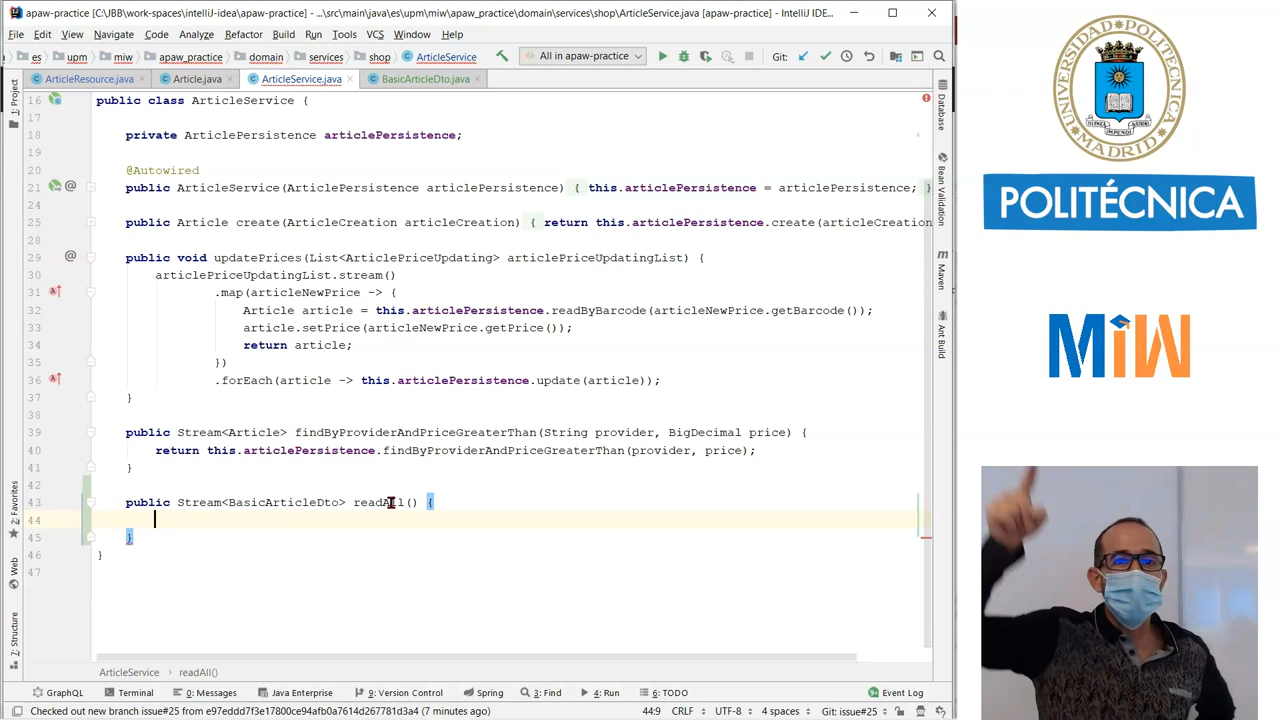 apaw-practice [C:\JBB\work-spaces\intelliJ-idea\apaw-practice] - ...\src\main\java\es\upm\miw\apaw_practice\domain\services\shop\ArticleService.java [apaw-practice] - IntelliJ IDE...
File Edit View Navigate Code Analyze Refactor Build Run Tools VCS Window Help
es upm miw apaw_practice domain services shop ArticleService All in apaw-practice Git:
ArticleResource.java Article.java ArticleService.java BasicArticleDto.java
16 public class ArticleService {
17
18 private ArticlePersistence articlePersistence;
19
20 @Autowired
21 public ArticleService(ArticlePersistence articlePersistence) { this.articlePersistence = articlePersistence; }
24
25 public Article create(ArticleCreation articleCreation) { return this.articlePersistence.create(articleCreation
28
29 public void updatePrices(List<ArticlePriceUpdating> articlePriceUpdatingList) {
30 articlePriceUpdatingList.stream()
31 .map(articleNewPrice -> {
32 Article article = this.articlePersistence.readByBarcode(articleNewPrice.getBarcode());
33 article.setPrice(articleNewPrice.getPrice());
34 return article;
35 })
36 .forEach(article -> this.articlePersistence.update(article));
37 }
38
39 public Stream<Article> findByProviderAndPriceGreaterThan(String provider, BigDecimal price) {
40 return this.articlePersistence.findByProviderAndPriceGreaterThan(provider, price);
41 }
42
43 public Stream<BasicArticleDto> readAll() {
44
45 }
46 }
47
1: Project
2: Favorites
Web
7: Structure
Database
Bean Validation
Maven
Ant Build
ArticleService readAll()
GraphQL Terminal 0: Messages Java Enterprise 9: Version Control Spring 3: Find 4: Run 6: TODO Event Log
Checked out new branch issue#25 from e97eddd7f3e17800ce94afb0a7614d267781d3a4 (7 minutes ago) 44:9 CRLF UTF-8 4 spaces Git: issue#25
UNIVERSIDAD POLITÉCNICA
MADRID
POLITÉCNICA
MiW